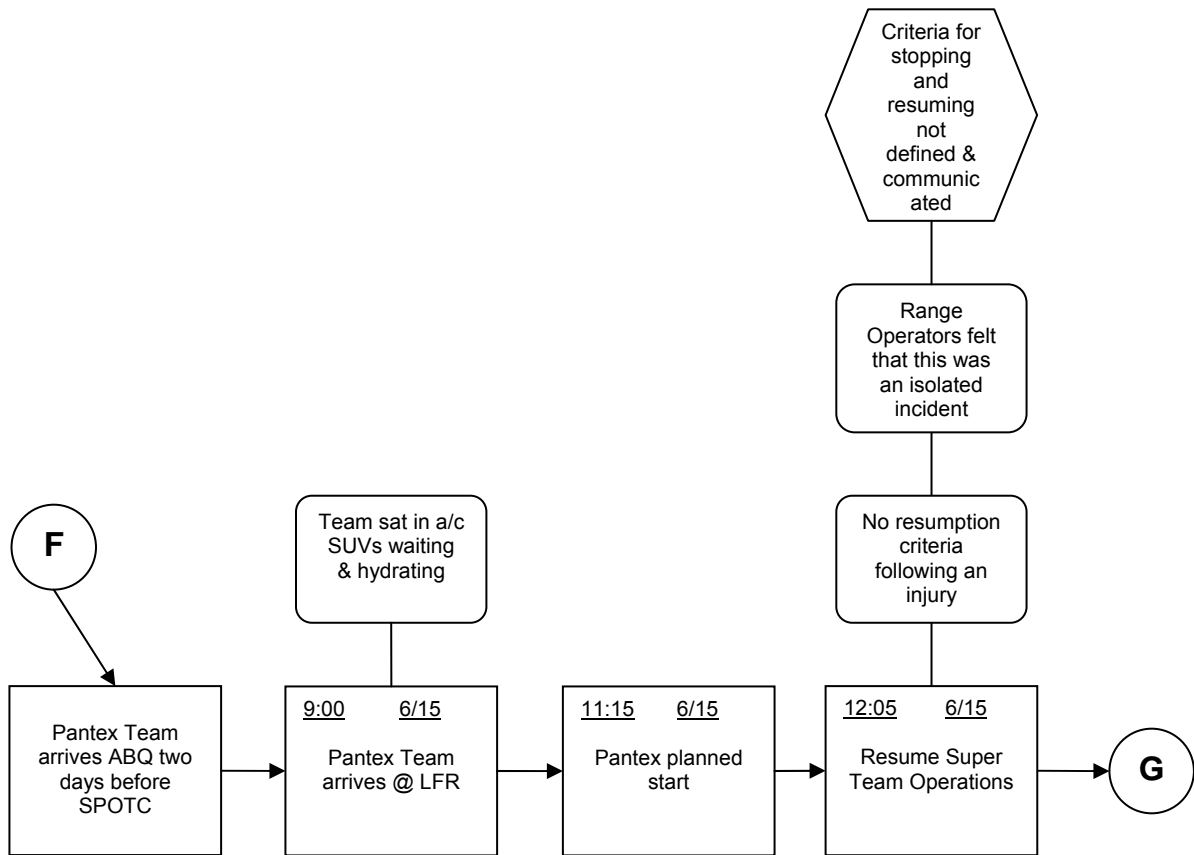 Criteria for
stopping
and
resuming
not
defined &
communic
ated
Range
Operators felt
that this was
an isolated
incident
F
Team sat in a/c
SUVs waiting
& hydrating
No resumption
criteria
following an
injury
Pantex Team
arrives ABQ two
days before
SPOTC
9:00 6/15
Pantex Team
arrives @ LFR
11:15 6/15
Pantex planned
start
12:05 6/15
Resume Super
Team Operations
G